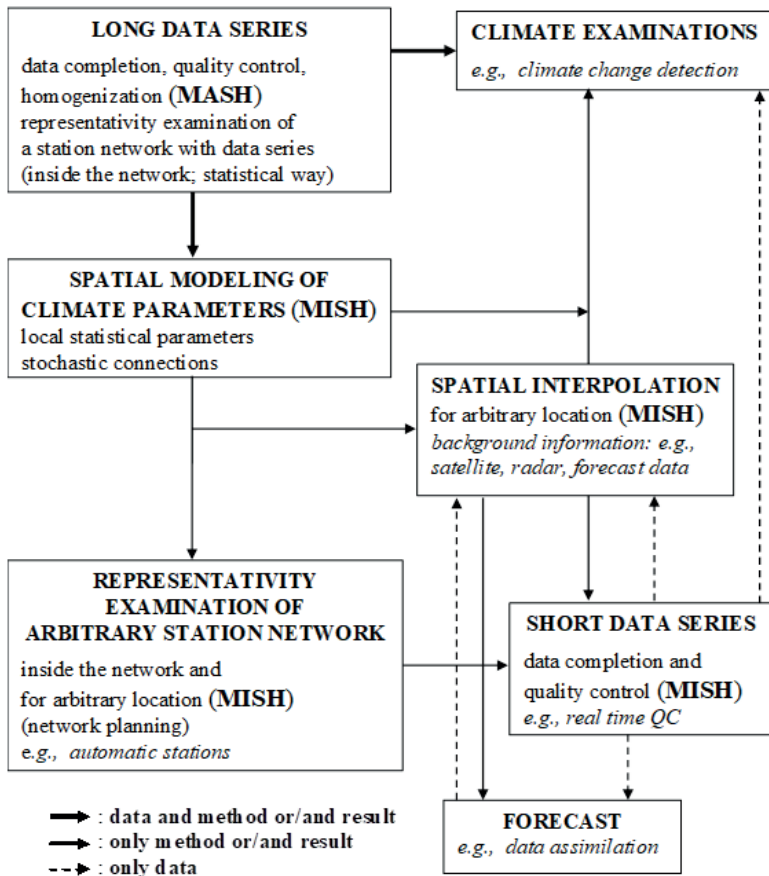 LONG DATA SERIES
data completion, quality control,
homogenization (MASH)
representativity examination of
a station network with data series
(inside the network; statistical way)
CLIMATE EXAMINATIONS
e.g., climate change detection
SPATIAL MODELING OF
CLIMATE PARAMETERS (MISH)
local statistical parameters
stochastic connections
SPATIAL INTERPOLATION
for arbitrary location (MISH)
background information: e.g.,
satellite, radar, forecast data
REPRESENTATIVITY
EXAMINATION OF
ARBITRARY STATION NETWORK
inside the network and
for arbitrary location (MISH)
(network planning)
e.g., automatic stations
SHORT DATA SERIES
data completion and
quality control (MISH)
e.g., real time QC
FORECAST
e.g., data assimilation
: data and method or/and result
: only method or/and result
: only data